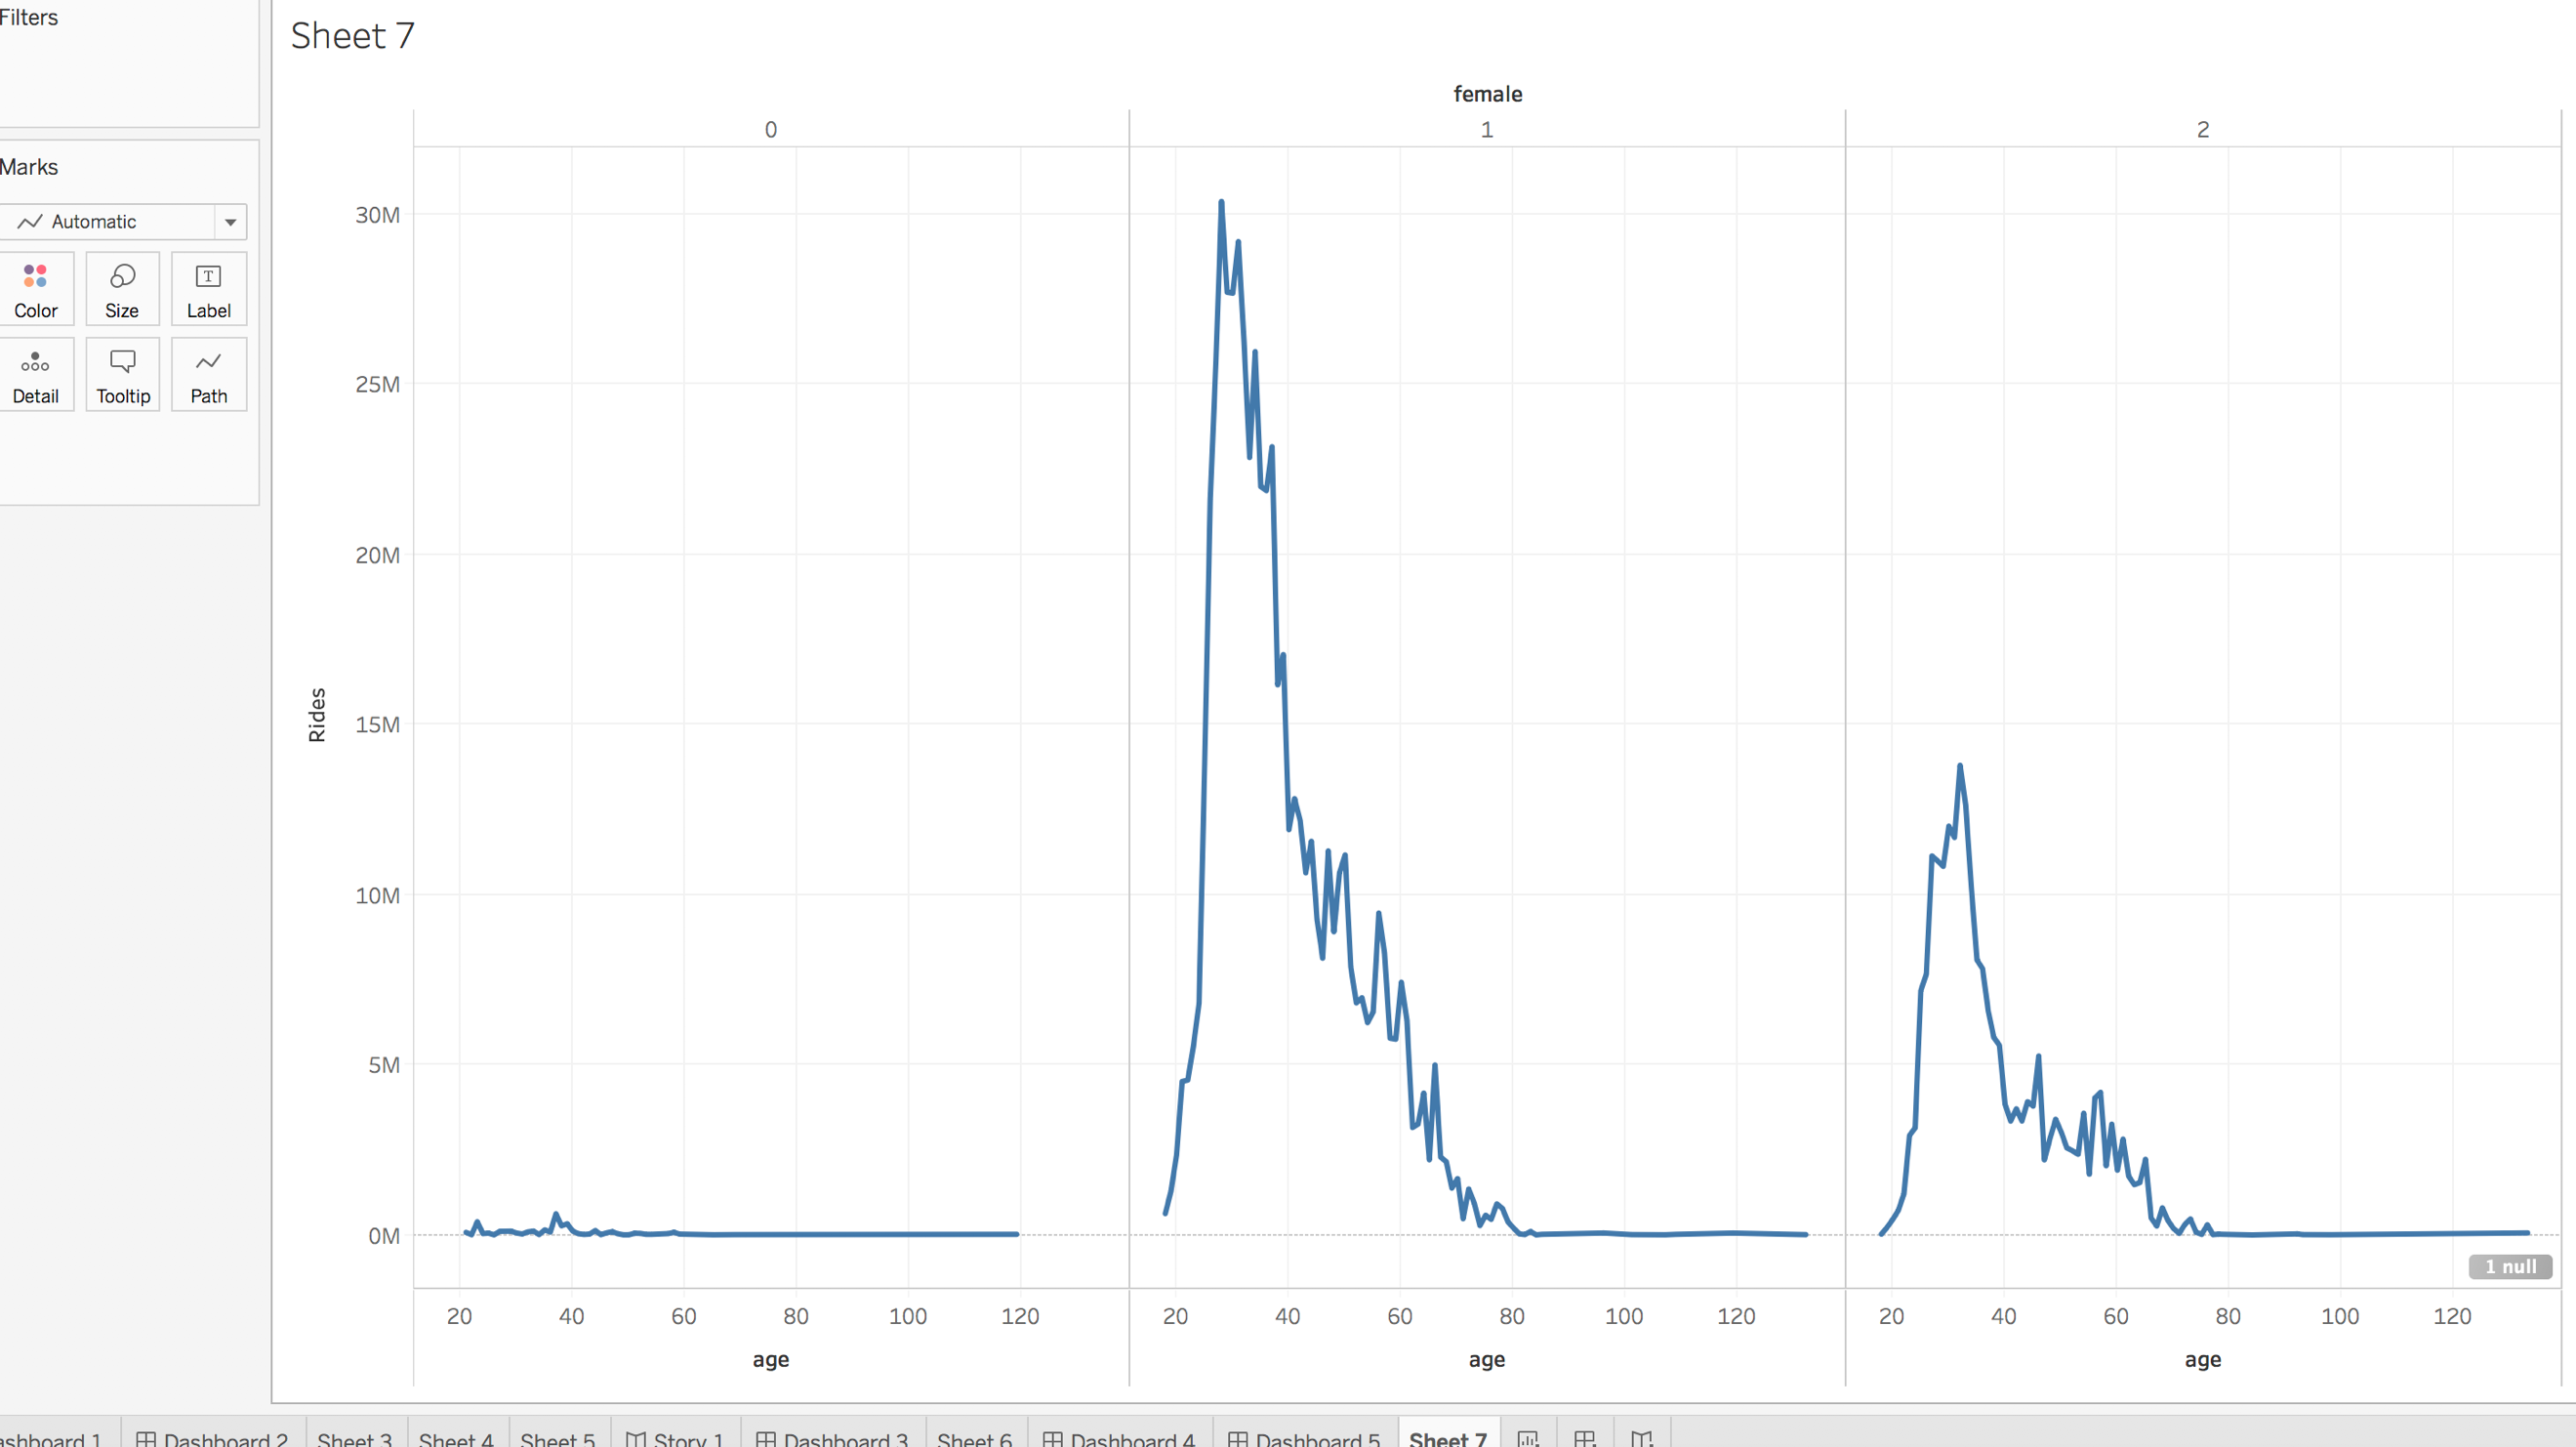 Filters
Marks
Automatic
Color Size Label
Detail Tooltip Path
Sheet 7
female
0 1 2
30M
25M
20M
15M
10M
5M
0M
Rides
1 null
20 40 60 80 100 120 20 40 60 80 100 120 20 40 60 80 100 120
age age age
ashboard 1 Dashboard 2 Sheet 3 Sheet 4 Sheet 5 Story 1 Dashboard 3 Sheet 6 Dashboard 4 Dashboard 5 Sheet 7